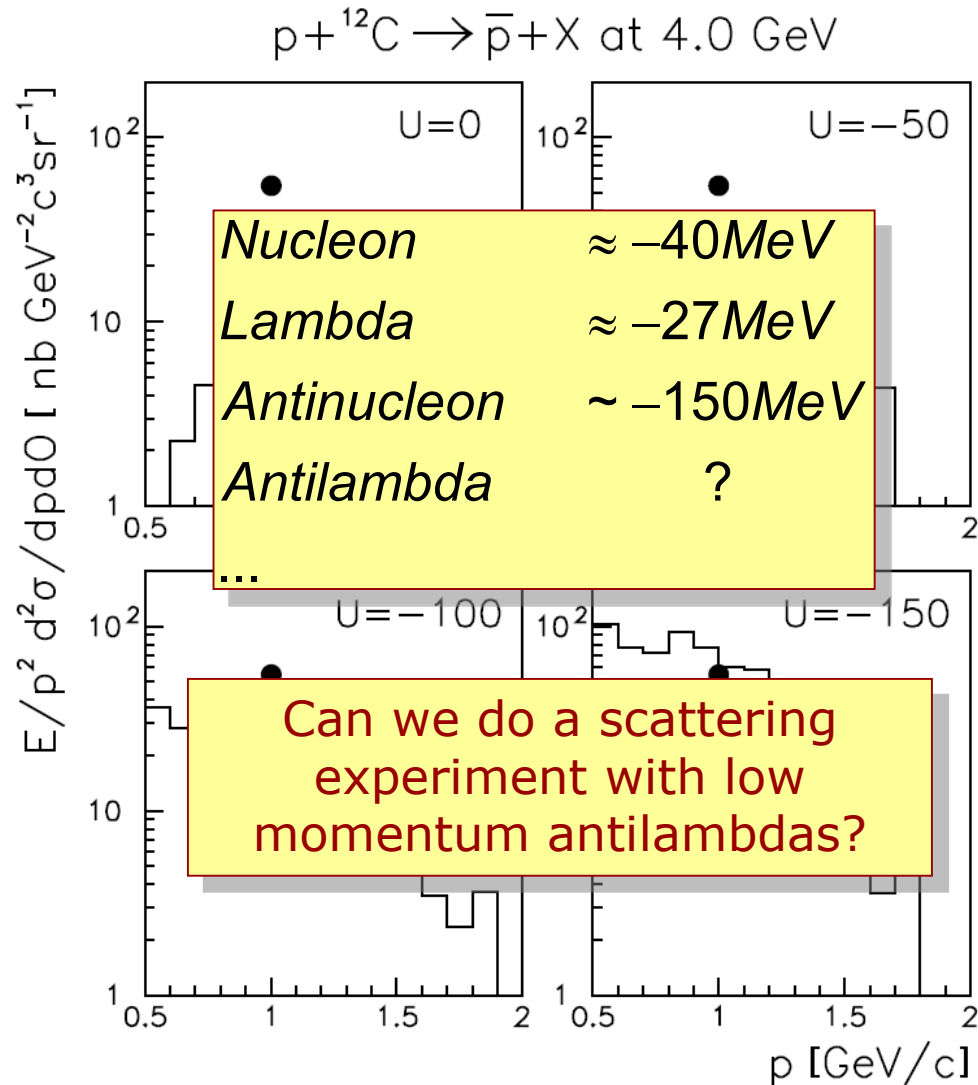 p+¹²C → p̅+X at 4.0 GeV
E/p² d²σ/dpdO [ nb GeV⁻²c³sr⁻¹]
U=0
U=−50
10²
10
1
0.5
10²
2
Nucleon ≈ −40MeV
Lambda ≈ −27MeV
Antinucleon ~ −150MeV
Antilambda ?
...
U=−100
U=−150
10²
10
1
0.5
1
1.5
2
10²
10
1
0.5
1
1.5
2
Can we do a scattering
experiment with low
momentum antilambdas?
p [GeV/c]